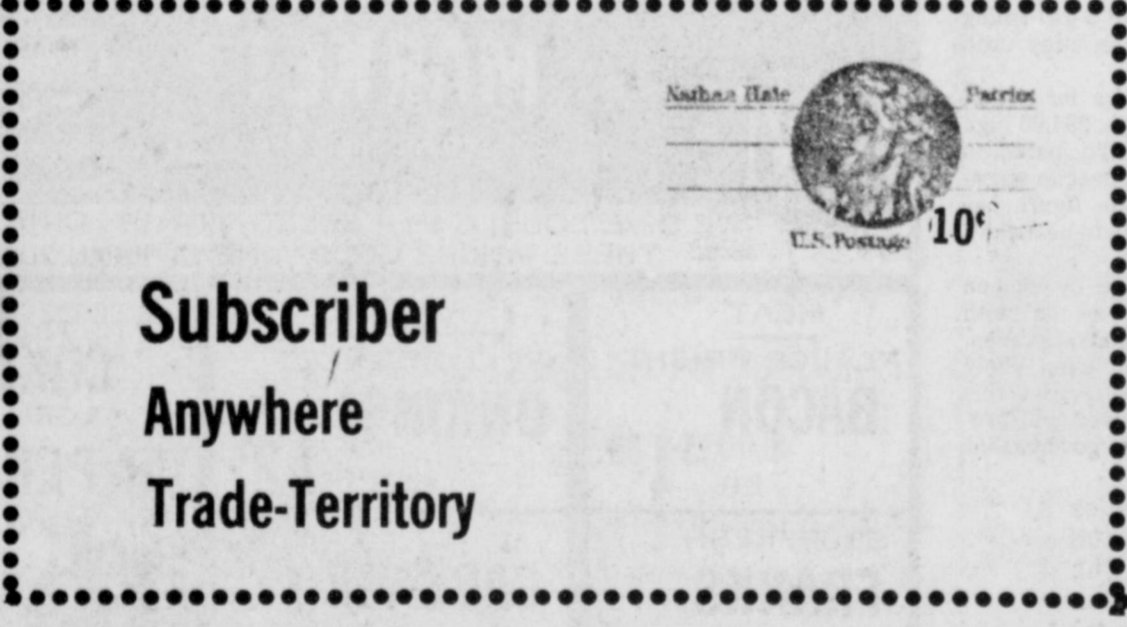 Nathan Hale Patriot
U.S. Postage 10¢
Subscriber
Anywhere
Trade-Territory